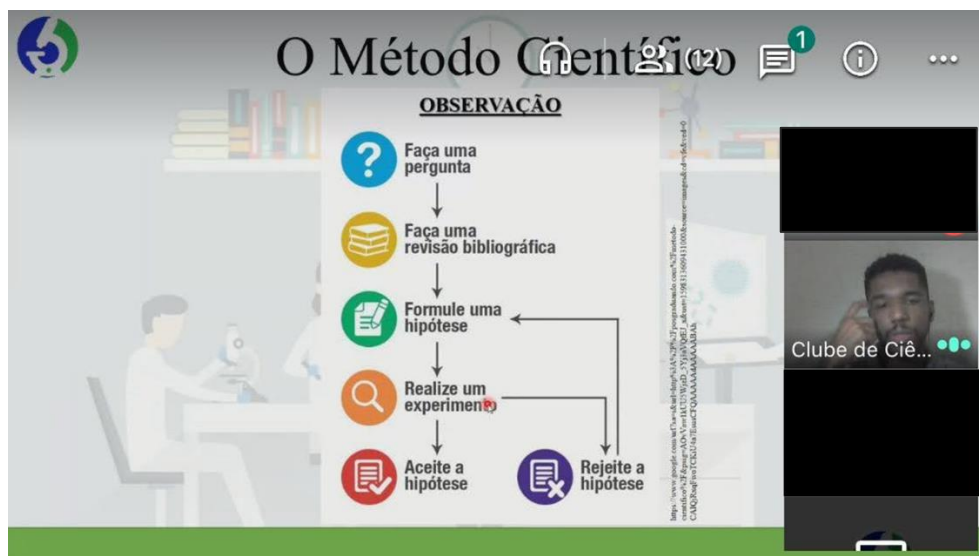 O Método Científico
(12)
1
OBSERVAÇÃO
Faça uma
pergunta
Faça uma
revisão bibliográfica
Formule uma
hipótese
Realize um
experimento
Aceite a
hipótese
Rejeite a
hipótese
Clube de Ciê...